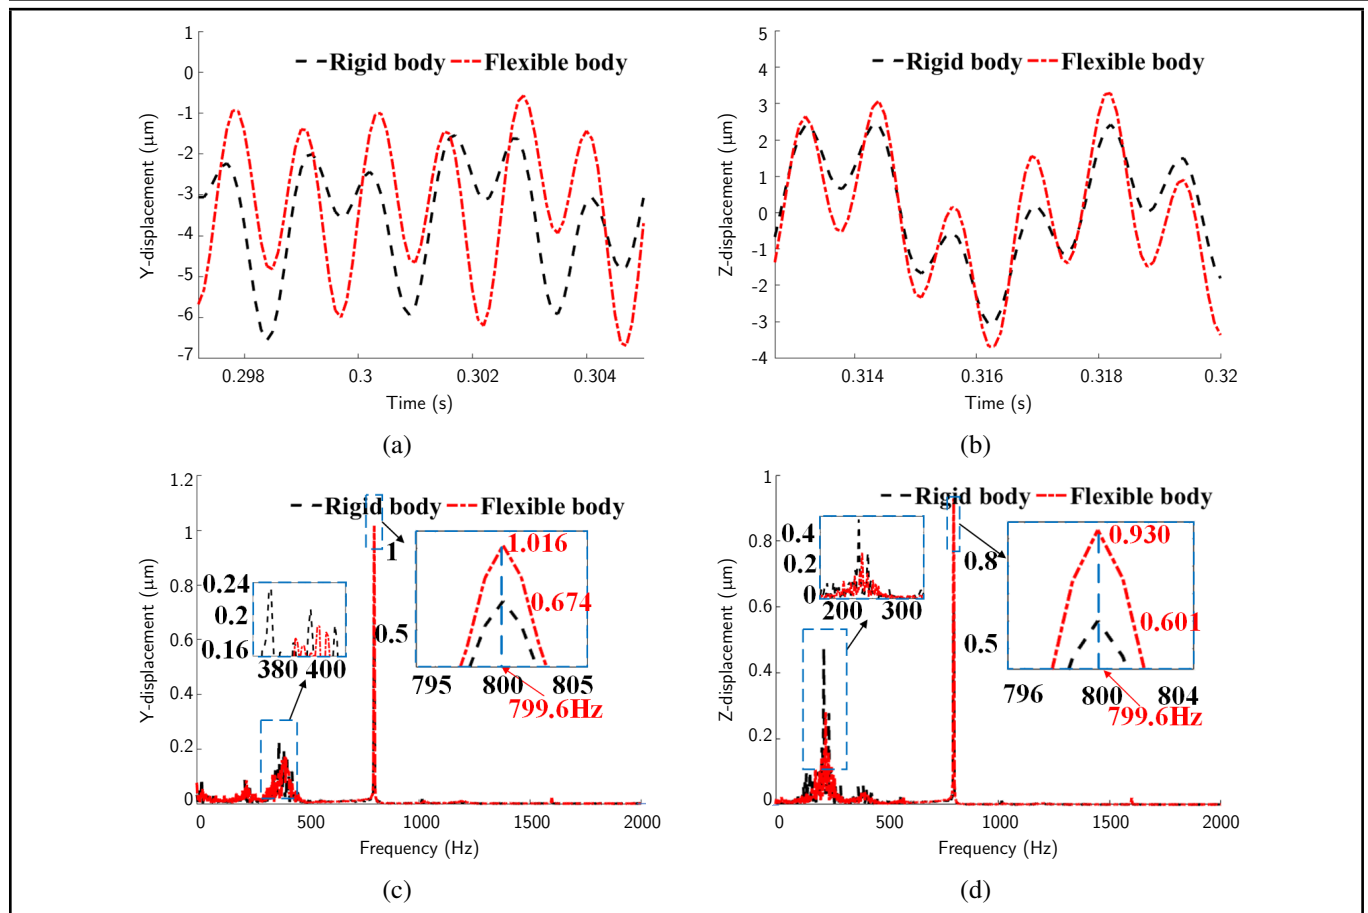 Rigid body Flexible body
1
0
-1
-2
-3
-4
-5
-6
-7
Y-displacement (μm)
0.298 0.3 0.302 0.304
Time (s)
(a)
Rigid body Flexible body
5
4
3
2
1
0
-1
-2
-3
-4
Z-displacement (μm)
0.314 0.316 0.318 0.32
Time (s)
(b)
Rigid body Flexible body
1.2
1
0.8
0.6
0.4
0.2
0
Y-displacement (μm)
0.24
0.2
0.16
380 400
1
0.5
1.016
0.674
795 800 805
799.6Hz
0 500 1000 1500 2000
Frequency (Hz)
(c)
Rigid body Flexible body
1
0.8
0.6
0.4
0.2
0
Z-displacement (μm)
0.4
0.2
0
200 300
0.8
0.5
0.930
0.601
796 800 804
799.6Hz
0 500 1000 1500 2000
Frequency (Hz)
(d)